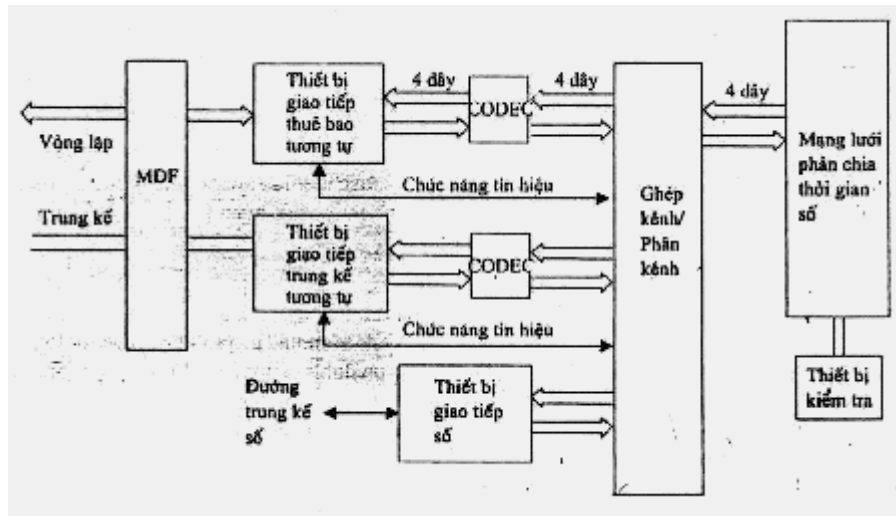 Vòng lặp
Trung kế
MDF
Thiết bị
giao tiếp
thuê bao
tương tự
4 dây
CODEC
4 dây
Chức năng tín hiệu
Thiết bị
giao tiếp
trung kế
tương tự
CODEC
Chức năng tín hiệu
Đường
trung kế
số
Thiết bị
giao tiếp
số
Ghép
kênh/
Phân
kênh
4 dây
Mạng lưới
phân chia
thời gian
số
Thiết bị
kiểm tra